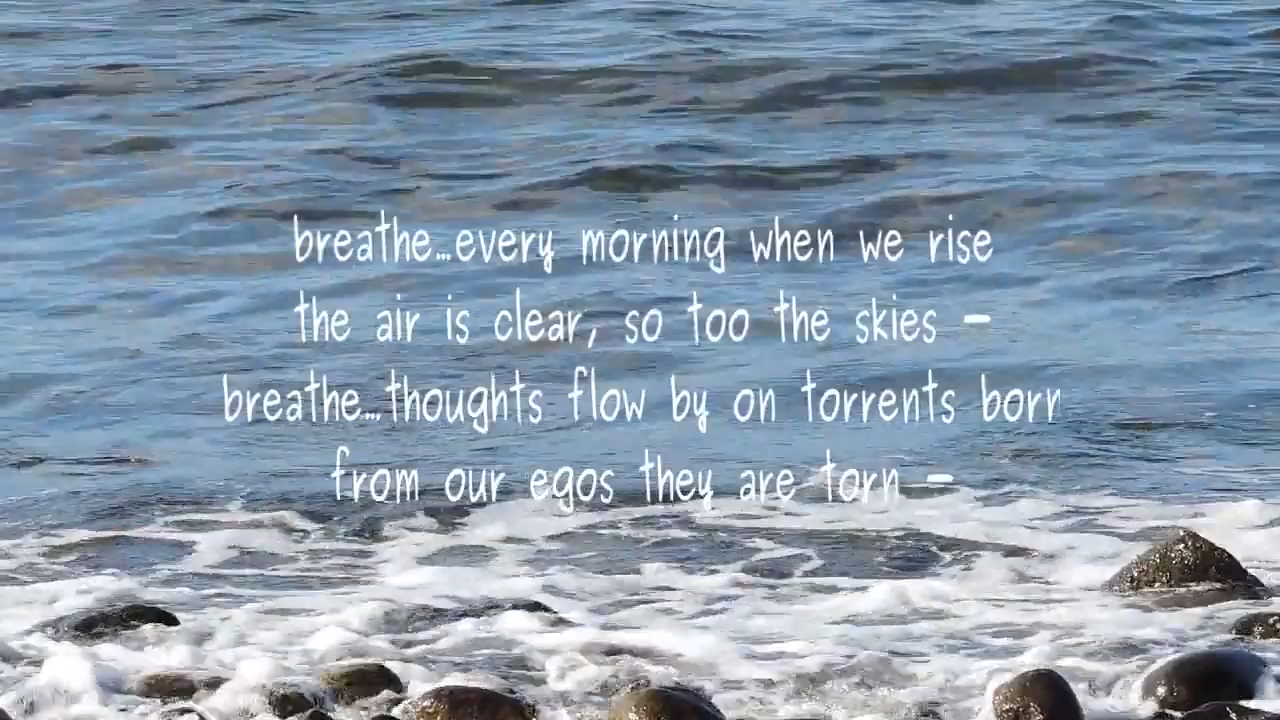 breathe...every morning when we rise
the air is clear, so too the skies –
breathe...thoughts flow by on torrents born
from our egos they are torn –